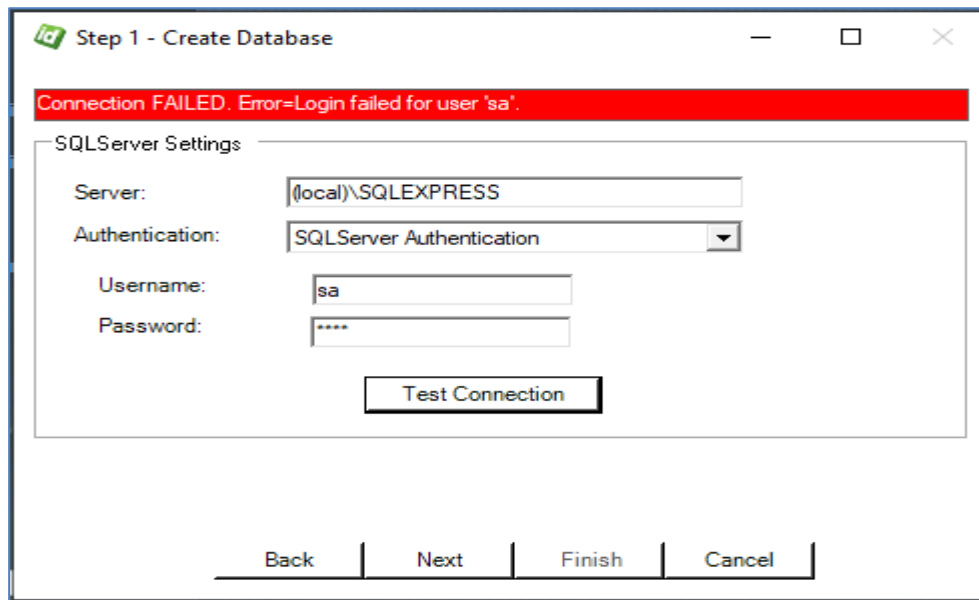 id Step 1 - Create Database
Connection FAILED. Error=Login failed for user 'sa'.
SQLServer Settings
Server: (local)\SQLEXPRESS
Authentication: SQLServer Authentication
Username: sa
Password: ****
Test Connection
Back Next Finish Cancel